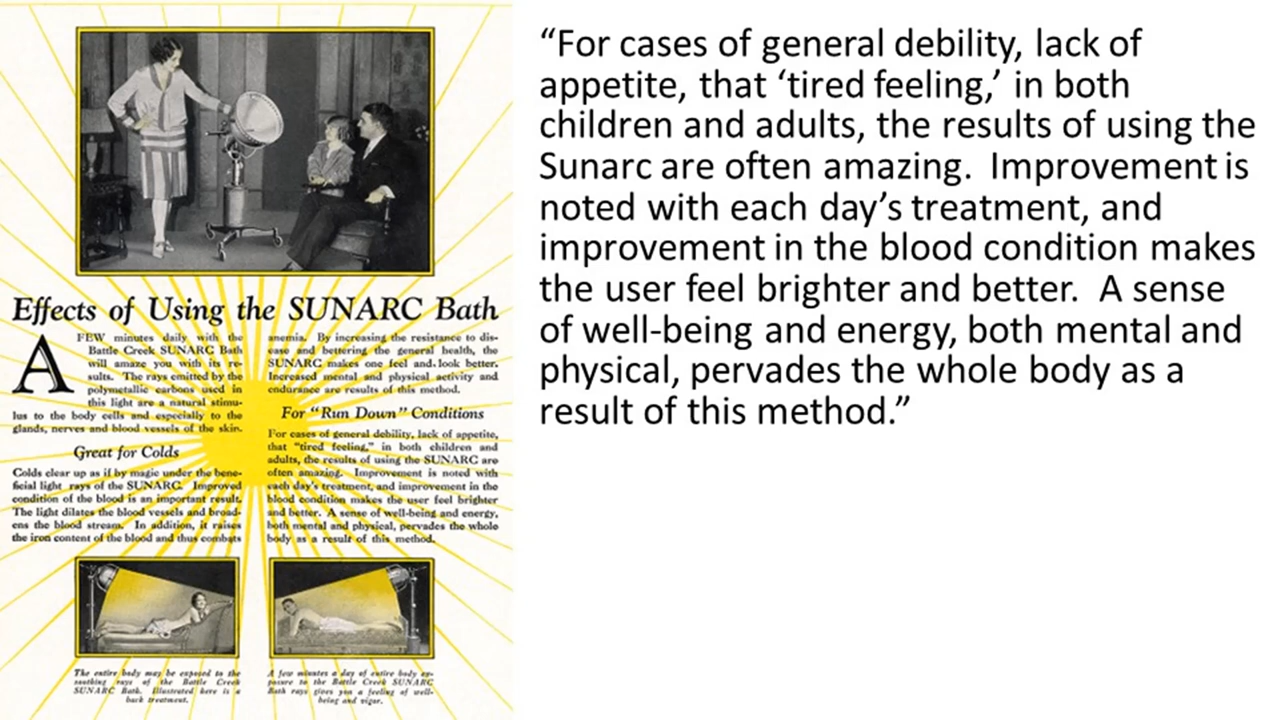 Effects of Using the SUNARC Bath
A FEW minutes daily with the
Battle Creek SUNARC Bath
will amaze you with its re-
sults. The rays emitted by the
polymetallic carbons used in
this light are a natural stimu-
lus to the body cells and especially to the
glands, nerves and blood vessels of the skin.
Great for Colds
Colds clear up as if by magic under the bene-
ficial light rays of the SUNARC. Improved
condition of the blood is an important result.
The light dilates the blood vessels and broad-
ens the blood stream. In addition, it raises
the iron content of the blood and thus combats
anemia. By increasing the resistance to dis-
ease and bettering the general health, the
SUNARC makes one feel and look better.
Increased mental and physical activity and
endurance are results of this method.
For "Run Down" Conditions
For cases of general debility, lack of appetite,
that "tired feeling," in both children and
adults, the results of using the SUNARC are
often amazing. Improvement is noted with
each day's treatment, and improvement in the
blood condition makes the user feel brighter
and better. A sense of well-being and energy,
both mental and physical, pervades the whole
body as a result of this method.
The entire body may be exposed to the
soothing rays of the Battle Creek
SUNARC Bath. Illustrated here is a
back treatment.
A few minutes a day of entire body ex-
posure to the Battle Creek SUNARC
Bath rays gives you a feeling of well-
being and vigor.
“For cases of general debility, lack of
appetite, that ‘tired feeling,’ in both
children and adults, the results of using the
Sunarc are often amazing.  Improvement is
noted with each day’s treatment, and
improvement in the blood condition makes
the user feel brighter and better.  A sense
of well-being and energy, both mental and
physical, pervades the whole body as a
result of this method.”